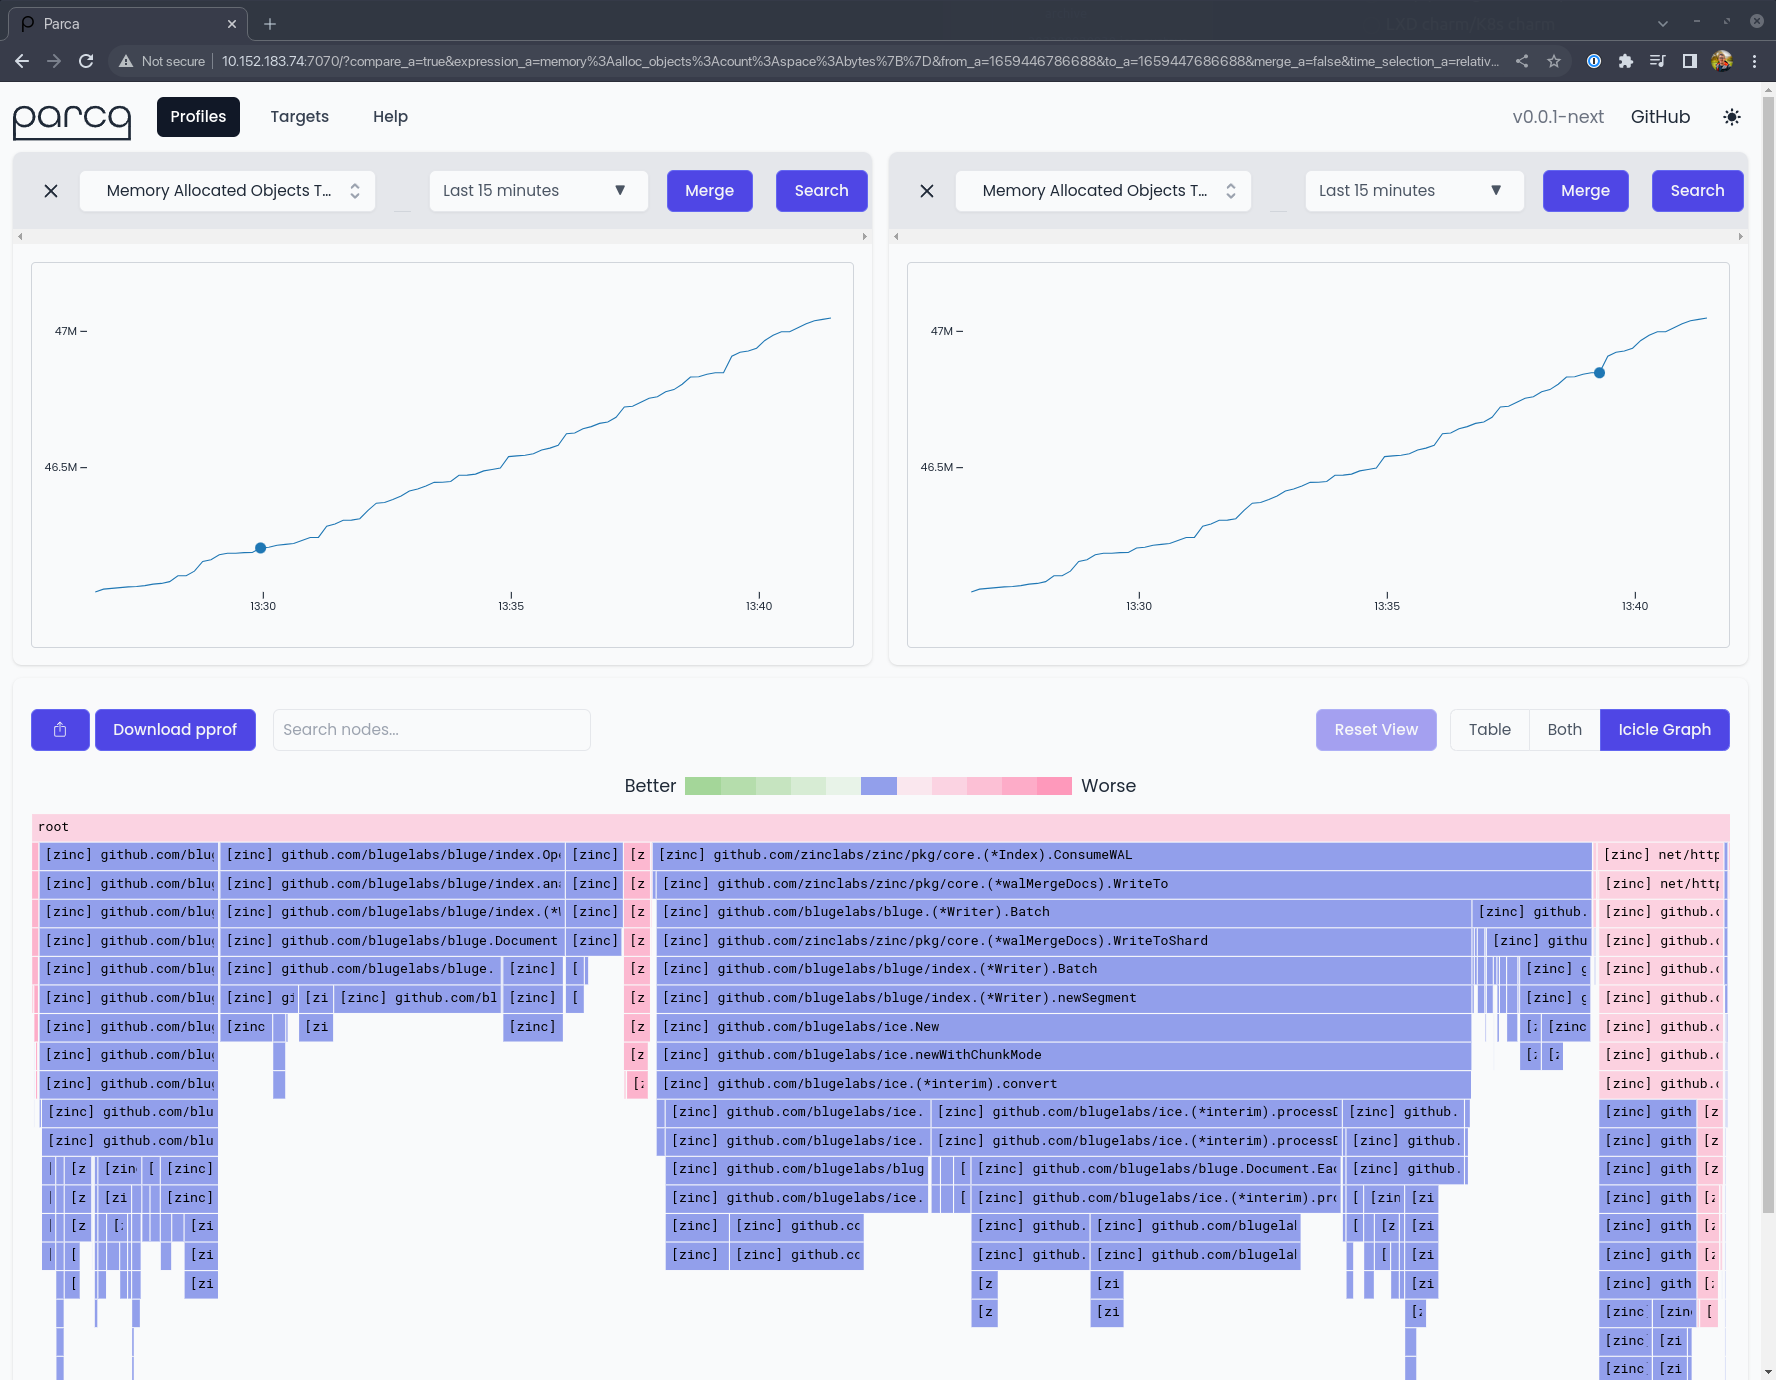 Parca
Not secure
10.152.183.74:7070/?compare_a=true&expression_a=memory%3Aalloc_objects%3Acount%3Aspace%3Abytes%7B%7D&from_a=1659446786688&to_a=1659447686688&merge_a=false&time_selection_a=relativ...
parca
Profiles
Targets
Help
v0.0.1-next
GitHub
Memory Allocated Objects T...
Last 15 minutes
Merge
Search
Memory Allocated Objects T...
Last 15 minutes
Merge
Search
47M
46.5M
13:30
13:35
13:40
47M
46.5M
13:30
13:35
13:40
Download pprof
Search nodes...
Reset View
Table
Both
Icicle Graph
Better
Worse
root
[zinc] github.com/blug [zinc] github.com/blugelabs/bluge/index.Op [zinc] [z [zinc] github.com/zinclabs/zinc/pkg/core.(*Index).ConsumeWAL [zinc] net/http
[zinc] github.com/blug [zinc] github.com/blugelabs/bluge/index.an [zinc] [z [zinc] github.com/zinclabs/zinc/pkg/core.(*walMergeDocs).WriteTo [zinc] net/http
[zinc] github.com/blug [zinc] github.com/blugelabs/bluge/index.(* [zinc] [z [zinc] github.com/blugelabs/bluge.(*Writer).Batch [zinc] github. [zinc] github.c
[zinc] github.com/blug [zinc] github.com/blugelabs/bluge.Document [zinc] [z [zinc] github.com/zinclabs/zinc/pkg/core.(*walMergeDocs).WriteToShard [zinc] githu [zinc] github.c
[zinc] github.com/blug [zinc] github.com/blugelabs/bluge. [zinc] [ [z [zinc] github.com/blugelabs/bluge/index.(*Writer).Batch [zinc] g [zinc] github.c
[zinc] github.com/blug [zinc] gi [zi [zinc] github.com/bl [zinc] [ [z [zinc] github.com/blugelabs/bluge/index.(*Writer).newSegment [zinc] g [zinc] github.c
[zinc] github.com/blug [zinc [zi [zinc] [z [zinc] github.com/blugelabs/ice.New [z [zinc [zinc] github.c
[zinc] github.com/blug [z [zinc] github.com/blugelabs/ice.newWithChunkMode [z [z [zinc] github.c
[zinc] github.com/blug [z [zinc] github.com/blugelabs/ice.(*interim).convert [zinc] github.c
[zinc] github.com/blu [zinc] github.com/blugelabs/ice. [zinc] github.com/blugelabs/ice.(*interim).process [zinc] github. [zinc] gith [z
[zinc] github.com/blu [zinc] github.com/blugelabs/ice. [zinc] github.com/blugelabs/ice.(*interim).process [zinc] github. [zinc] gith [z
[z [zin [ [zinc] [zinc] github.com/blugelabs/blug [ [zinc] github.com/blugelabs/bluge.Document.Eac [zinc] github. [zinc] gith [z
[z [zi [zinc] [zinc] github.com/blugelabs/ice. [ [zinc] github.com/blugelabs/ice.(*interim).pro [ [zin [zi [zinc] gith [z
[z [z [zi [zinc] [zinc] github.cc [zinc] github. [zinc] github.com/blugelab [ [z [zi [zinc] gith [z
[ [zi [zinc] [zinc] github.cc [zinc] github. [zinc] github.com/blugelab [ [zi [zinc] gith [z
[ [zi [z [zi [zi [zinc] gith [z
[z [zi [z [zinc [zin [
[zinc [zi
[zinc [zi